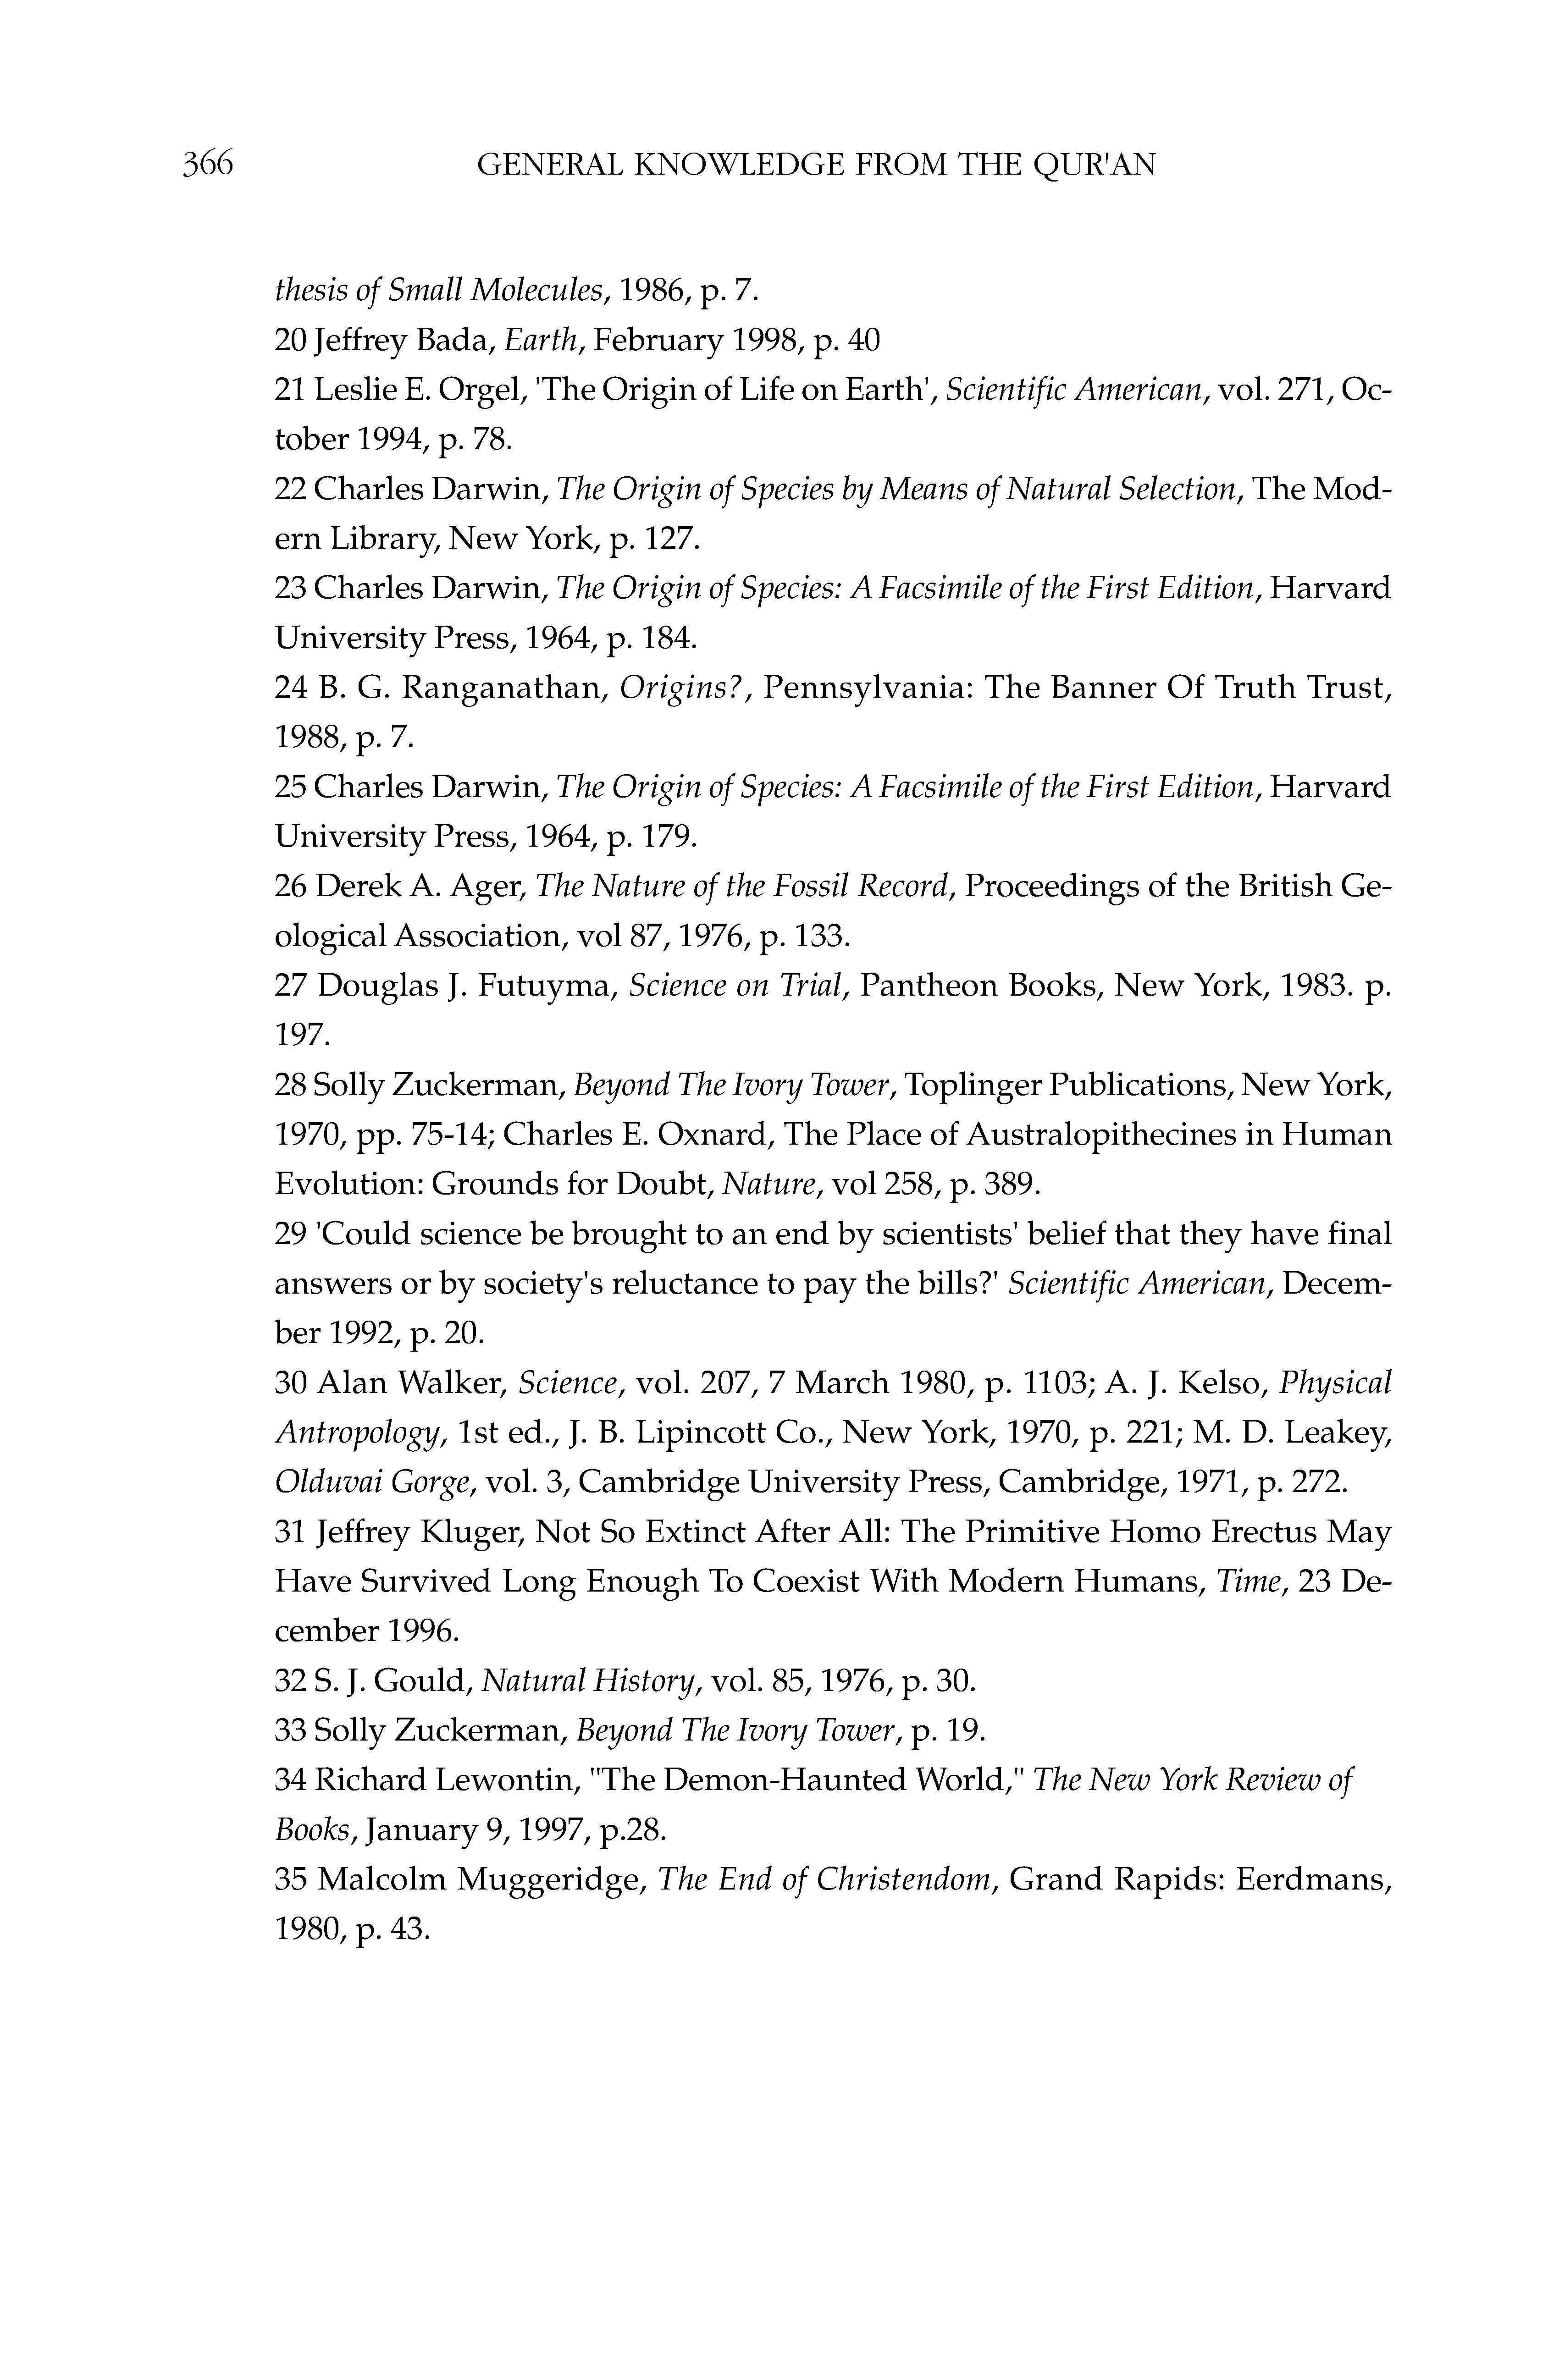 366 GENERAL KNOWLEDGE FROM THE QUR'AN
thesis of Small Molecules, 1986, p. 7.
20 Jeffrey Bada, Earth, February 1998, p. 40
21 Leslie E. Orgel, 'The Origin of Life on Earth', Scientific American, vol. 271, Oc-
tober 1994, p. 78.
22 Charles Darwin, The Origin of Species by Means of Natural Selection, The Mod-
ern Library, New York, p. 127.
23 Charles Darwin, The Origin of Species: A Facsimile of the First Edition, Harvard
University Press, 1964, p. 184.
24 B. G. Ranganathan, Origins?, Pennsylvania: The Banner Of Truth Trust,
1988, p. 7.
25 Charles Darwin, The Origin of Species: A Facsimile of the First Edition, Harvard
University Press, 1964, p. 179.
26 Derek A. Ager, The Nature of the Fossil Record, Proceedings of the British Ge-
ological Association, vol 87, 1976, p. 133.
27 Douglas J. Futuyma, Science on Trial, Pantheon Books, New York, 1983. p.
197.
28 Solly Zuckerman, Beyond The Ivory Tower, Toplinger Publications, New York,
1970, pp. 75-14; Charles E. Oxnard, The Place of Australopithecines in Human
Evolution: Grounds for Doubt, Nature, vol 258, p. 389.
29 'Could science be brought to an end by scientists' belief that they have final
answers or by society's reluctance to pay the bills?' Scientific American, Decem-
ber 1992, p. 20.
30 Alan Walker, Science, vol. 207, 7 March 1980, p. 1103; A. J. Kelso, Physical
Antropology, 1st ed., J. B. Lipincott Co., New York, 1970, p. 221; M. D. Leakey,
Olduvai Gorge, vol. 3, Cambridge University Press, Cambridge, 1971, p. 272.
31 Jeffrey Kluger, Not So Extinct After All: The Primitive Homo Erectus May
Have Survived Long Enough To Coexist With Modern Humans, Time, 23 De-
cember 1996.
32 S. J. Gould, Natural History, vol. 85, 1976, p. 30.
33 Solly Zuckerman, Beyond The Ivory Tower, p. 19.
34 Richard Lewontin, "The Demon-Haunted World," The New York Review of
Books, January 9, 1997, p.28.
35 Malcolm Muggeridge, The End of Christendom, Grand Rapids: Eerdmans,
1980, p. 43.